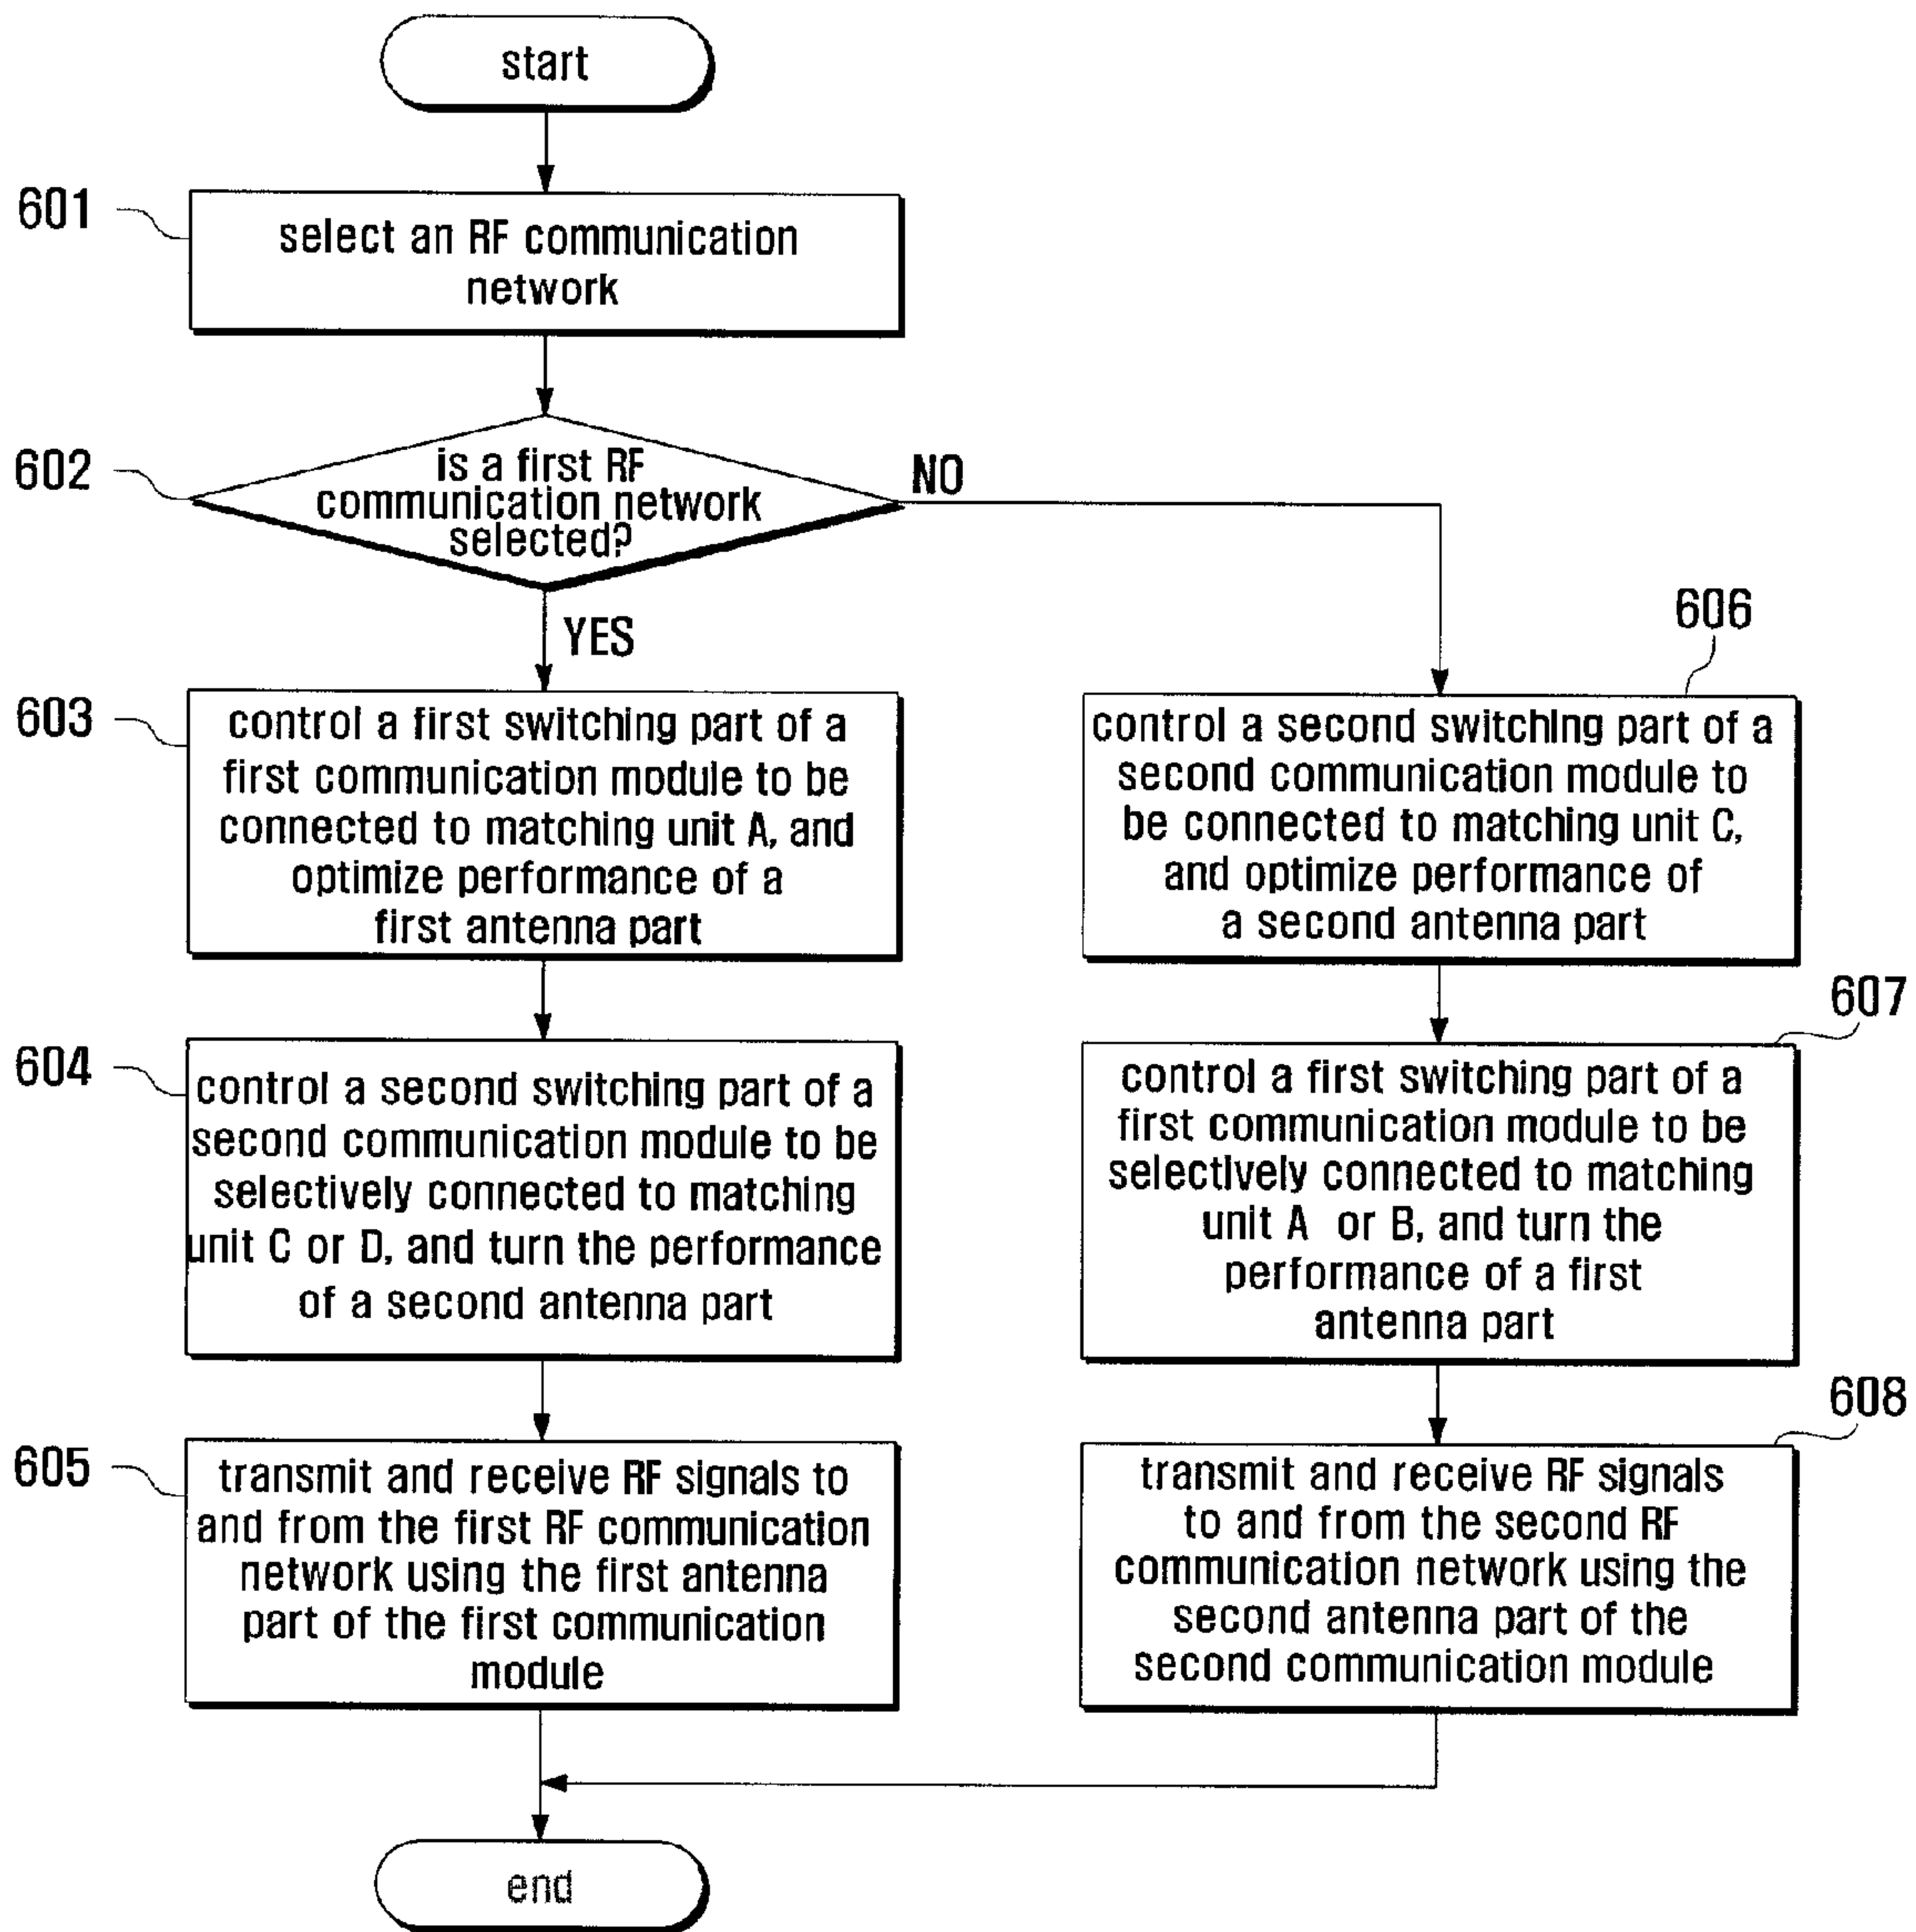 start
601
select an RF communication
network
602
is a first RF
communication network
selected?
NO
YES
603
control a first switching part of a
first communication module to be
connected to matching unit A, and
optimize performance of a
first antenna part
604
control a second switching part of a
second communication module to be
selectively connected to matching
unit C or D, and turn the performance
of a second antenna part
605
transmit and receive RF signals to
and from the first RF communication
network using the first antenna
part of the first communication
module
606
control a second switching part of a
second communication module to
be connected to matching unit C,
and optimize performance of
a second antenna part
607
control a first switching part of a
first communication module to be
selectively connected to matching
unit A or B, and turn the
performance of a first
antenna part
608
transmit and receive RF signals
to and from the second RF
communication network using the
second antenna part of the
second communication module
end